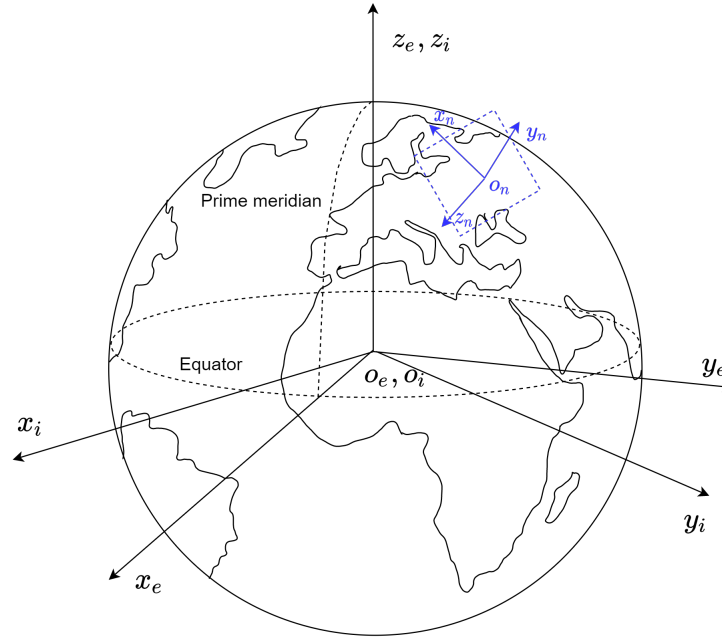 z_e, z_i
x_n
y_n
o_n
Prime meridian
z_n
Equator
y_e
o_e, o_i
x_i
y_i
x_e